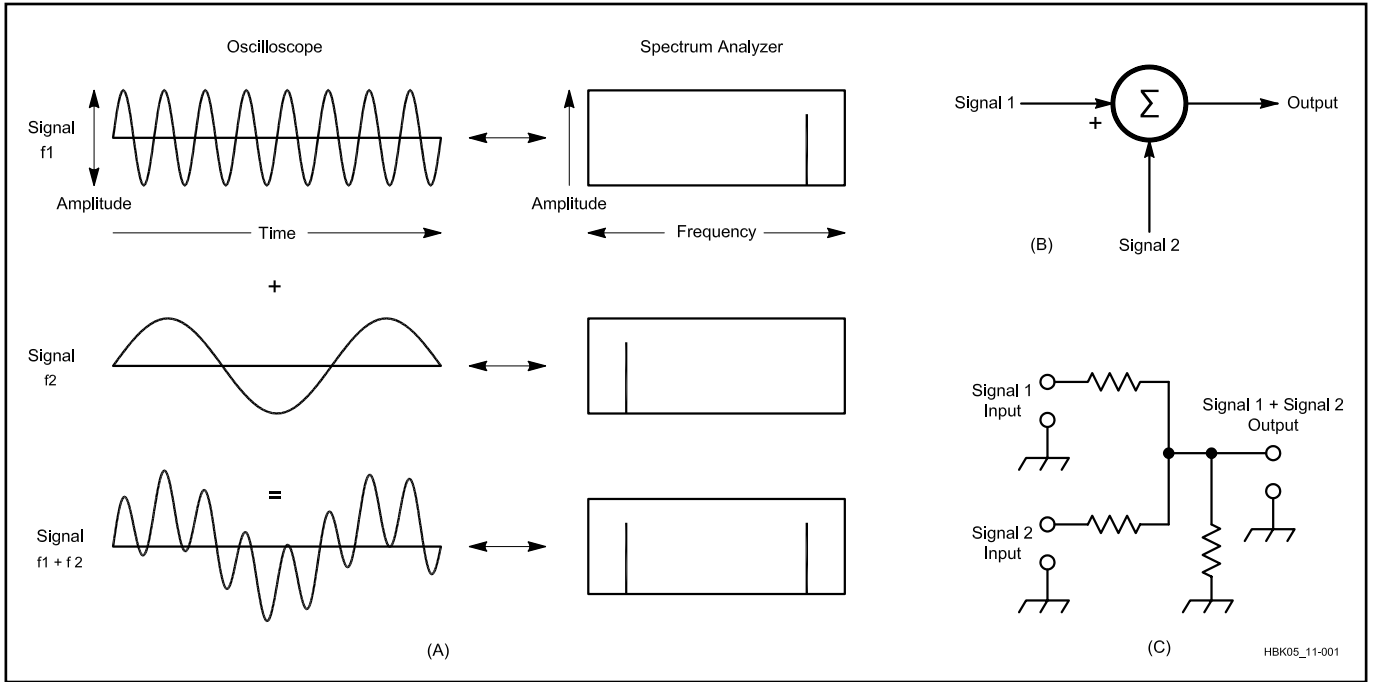 Oscilloscope
Spectrum Analyzer
Signal
f1
Amplitude
Time
Amplitude
Frequency
+
Signal
f2
=
Signal
f1 + f 2
(A)
Signal 1
+
Σ
Output
Signal 2
(B)
Signal 1
Input
Signal 1 + Signal 2
Output
Signal 2
Input
(C)
HBK05_11-001